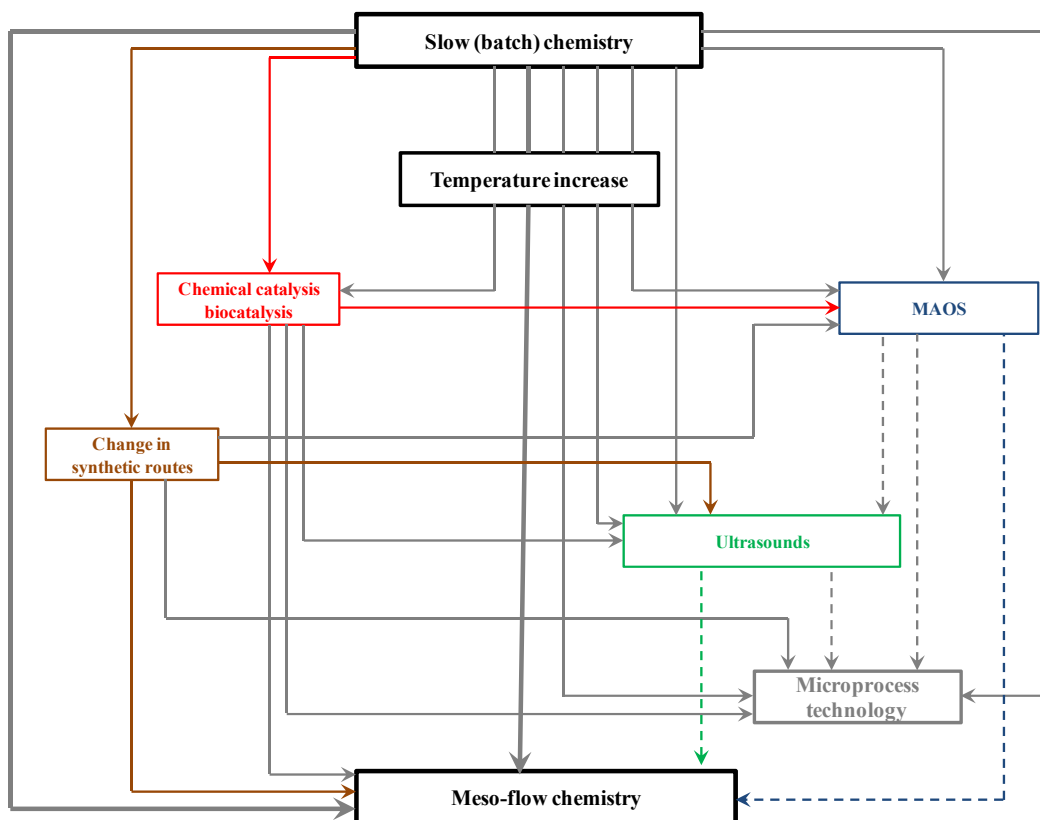 Slow (batch) chemistry
Temperature increase
Chemical catalysis
biocatalysis
MAOS
Change in
synthetic routes
Ultrasounds
Microprocess
technology
Meso-flow chemistry